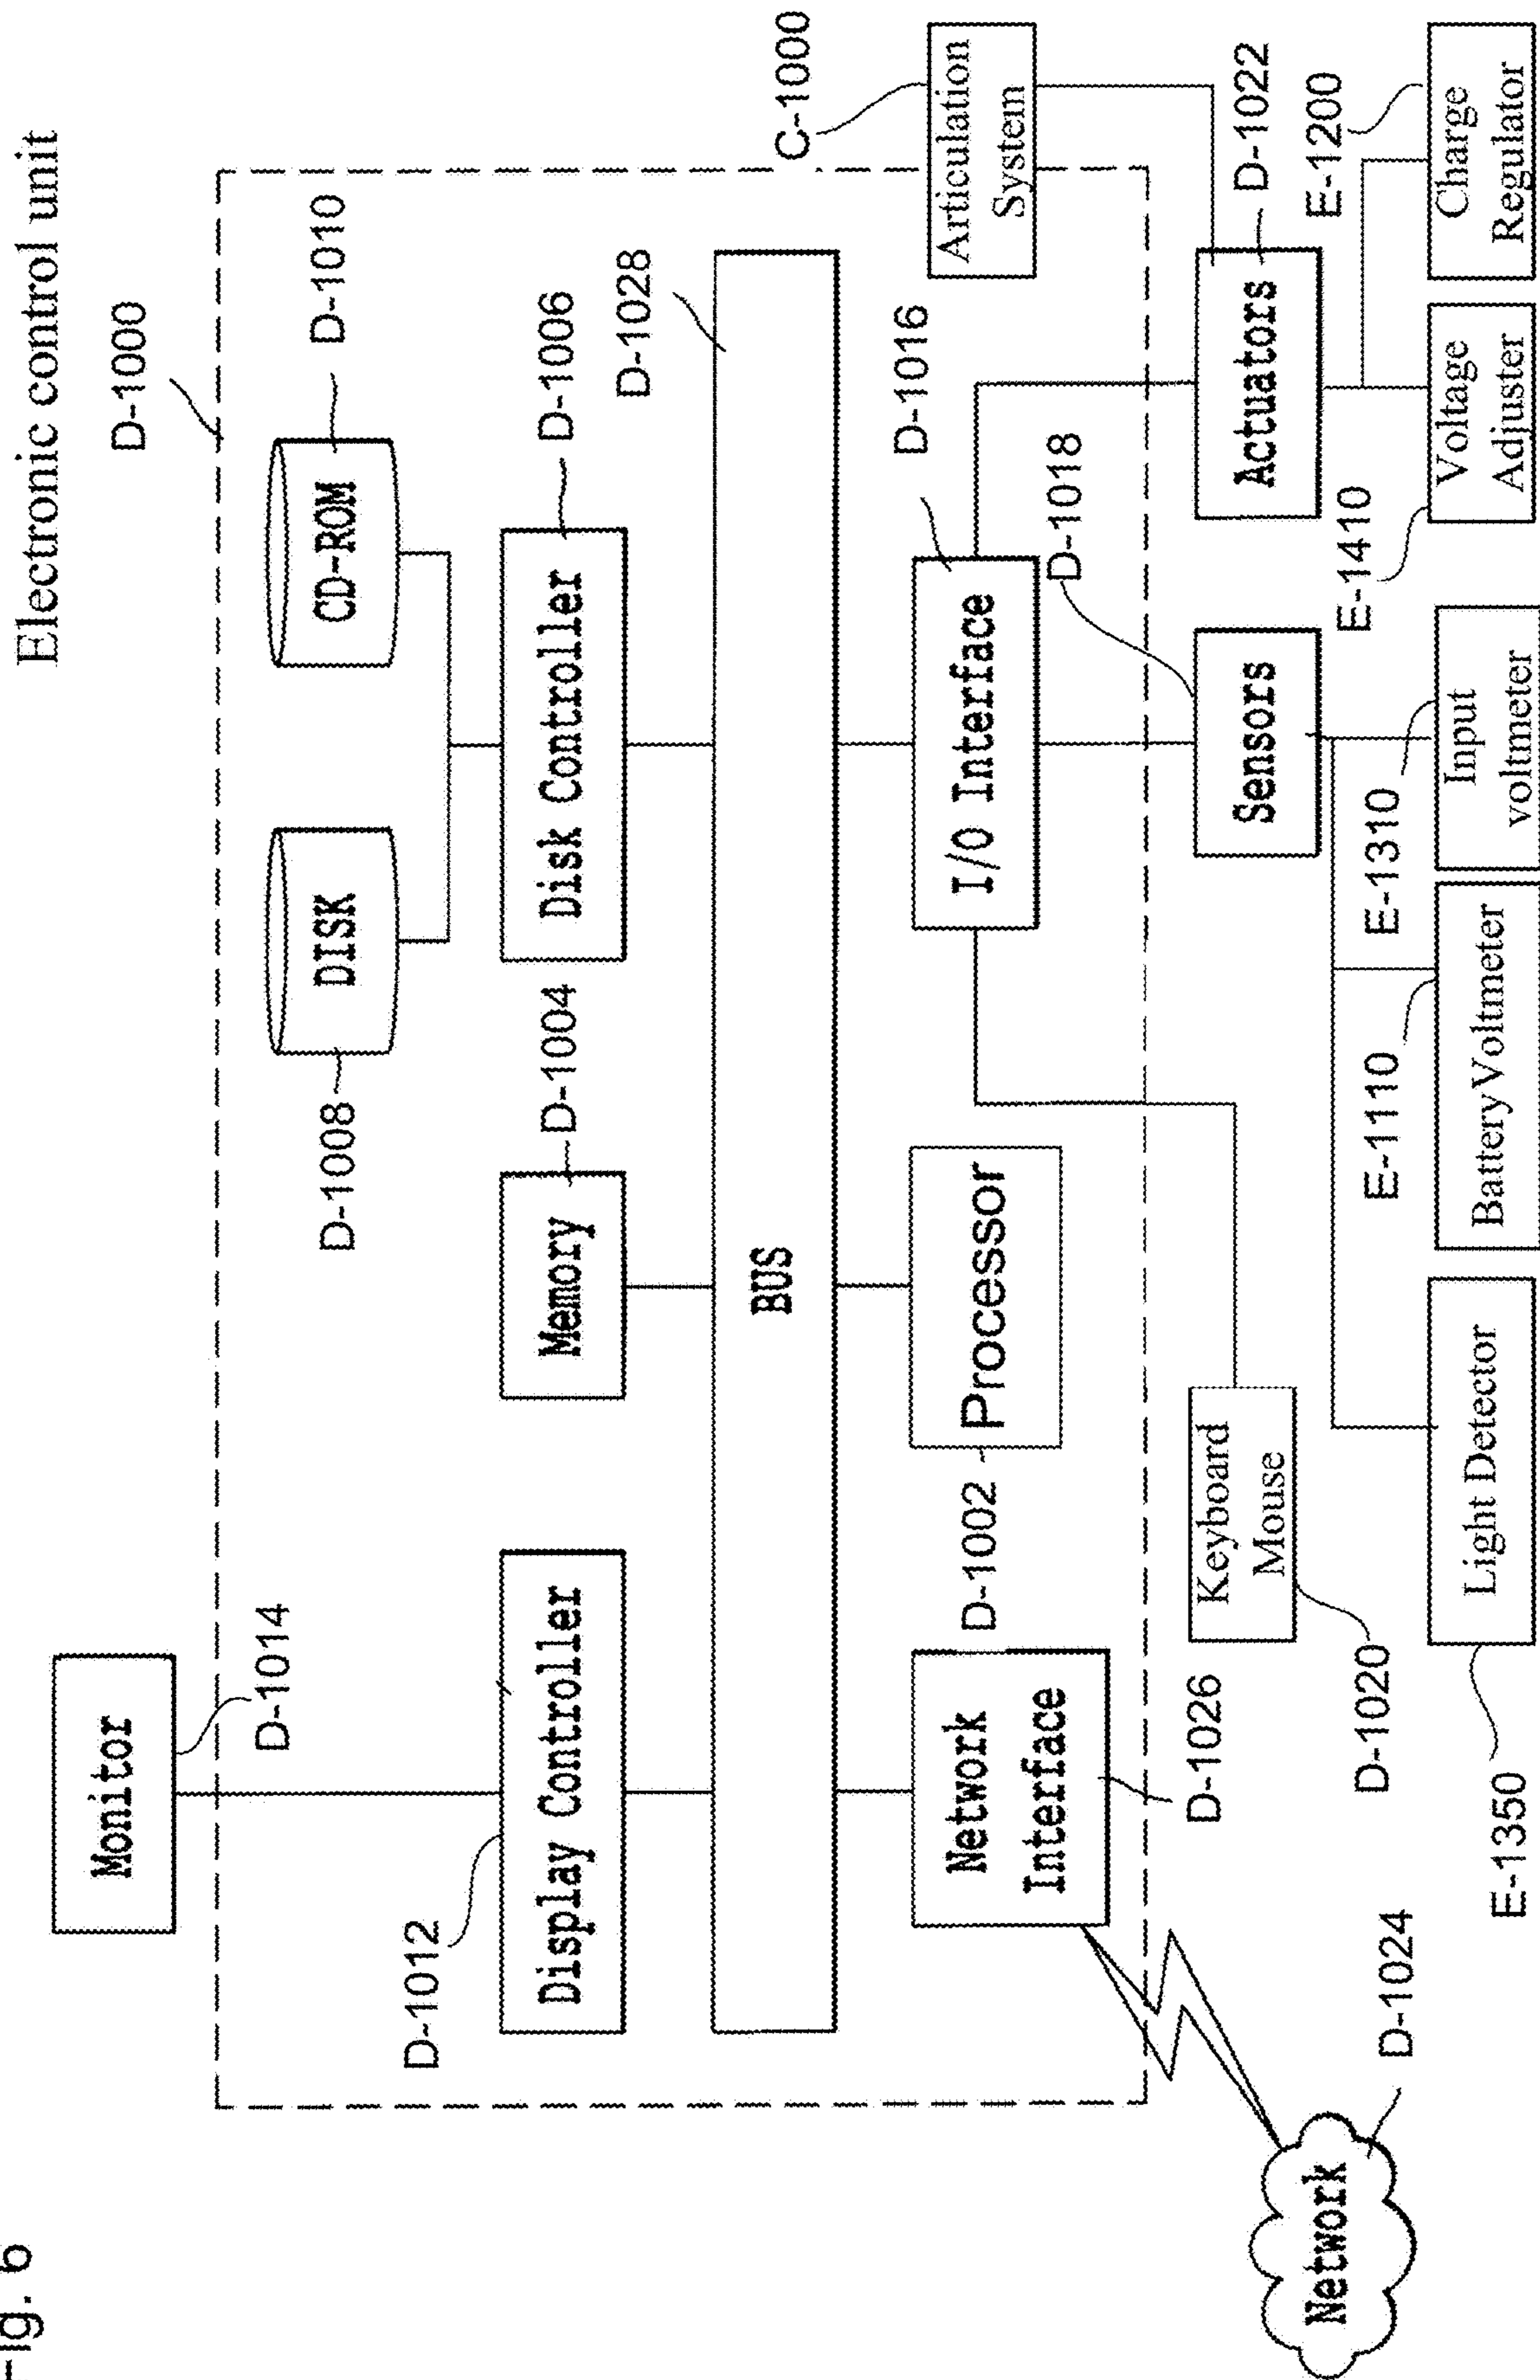 Fig. 6
Electronic control unit
Monitor
D-1014
D-1000
DISK
D-1008
CD-ROM
D-1010
D-1012
Display Controller
Memory
D-1004
Disk Controller
D-1006
D-1028
BUS
Network
Interface
D-1026
D-1002
Processor
I/O Interface
D-1016
Articulation
System
C-1000
D-1018
Network
D-1024
Keyboard
Mouse
D-1020
Sensors
Actuators
D-1022
E-1350
E-1110
E-1310
E-1410
E-1200
Light Detector
Battery Voltmeter
Input
voltmeter
Voltage
Adjuster
Charge
Regulator